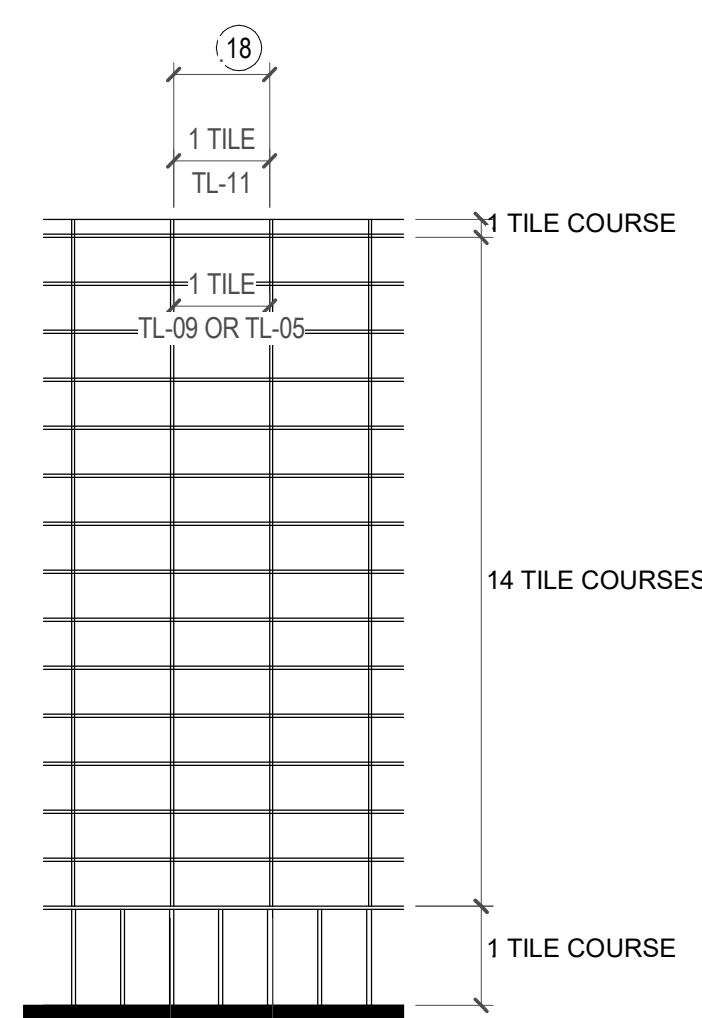 .18
1 TILE
TL-11
1 TILE COURSE
1 TILE
TL-09 OR TL-05
14 TILE COURSES
1 TILE COURSE